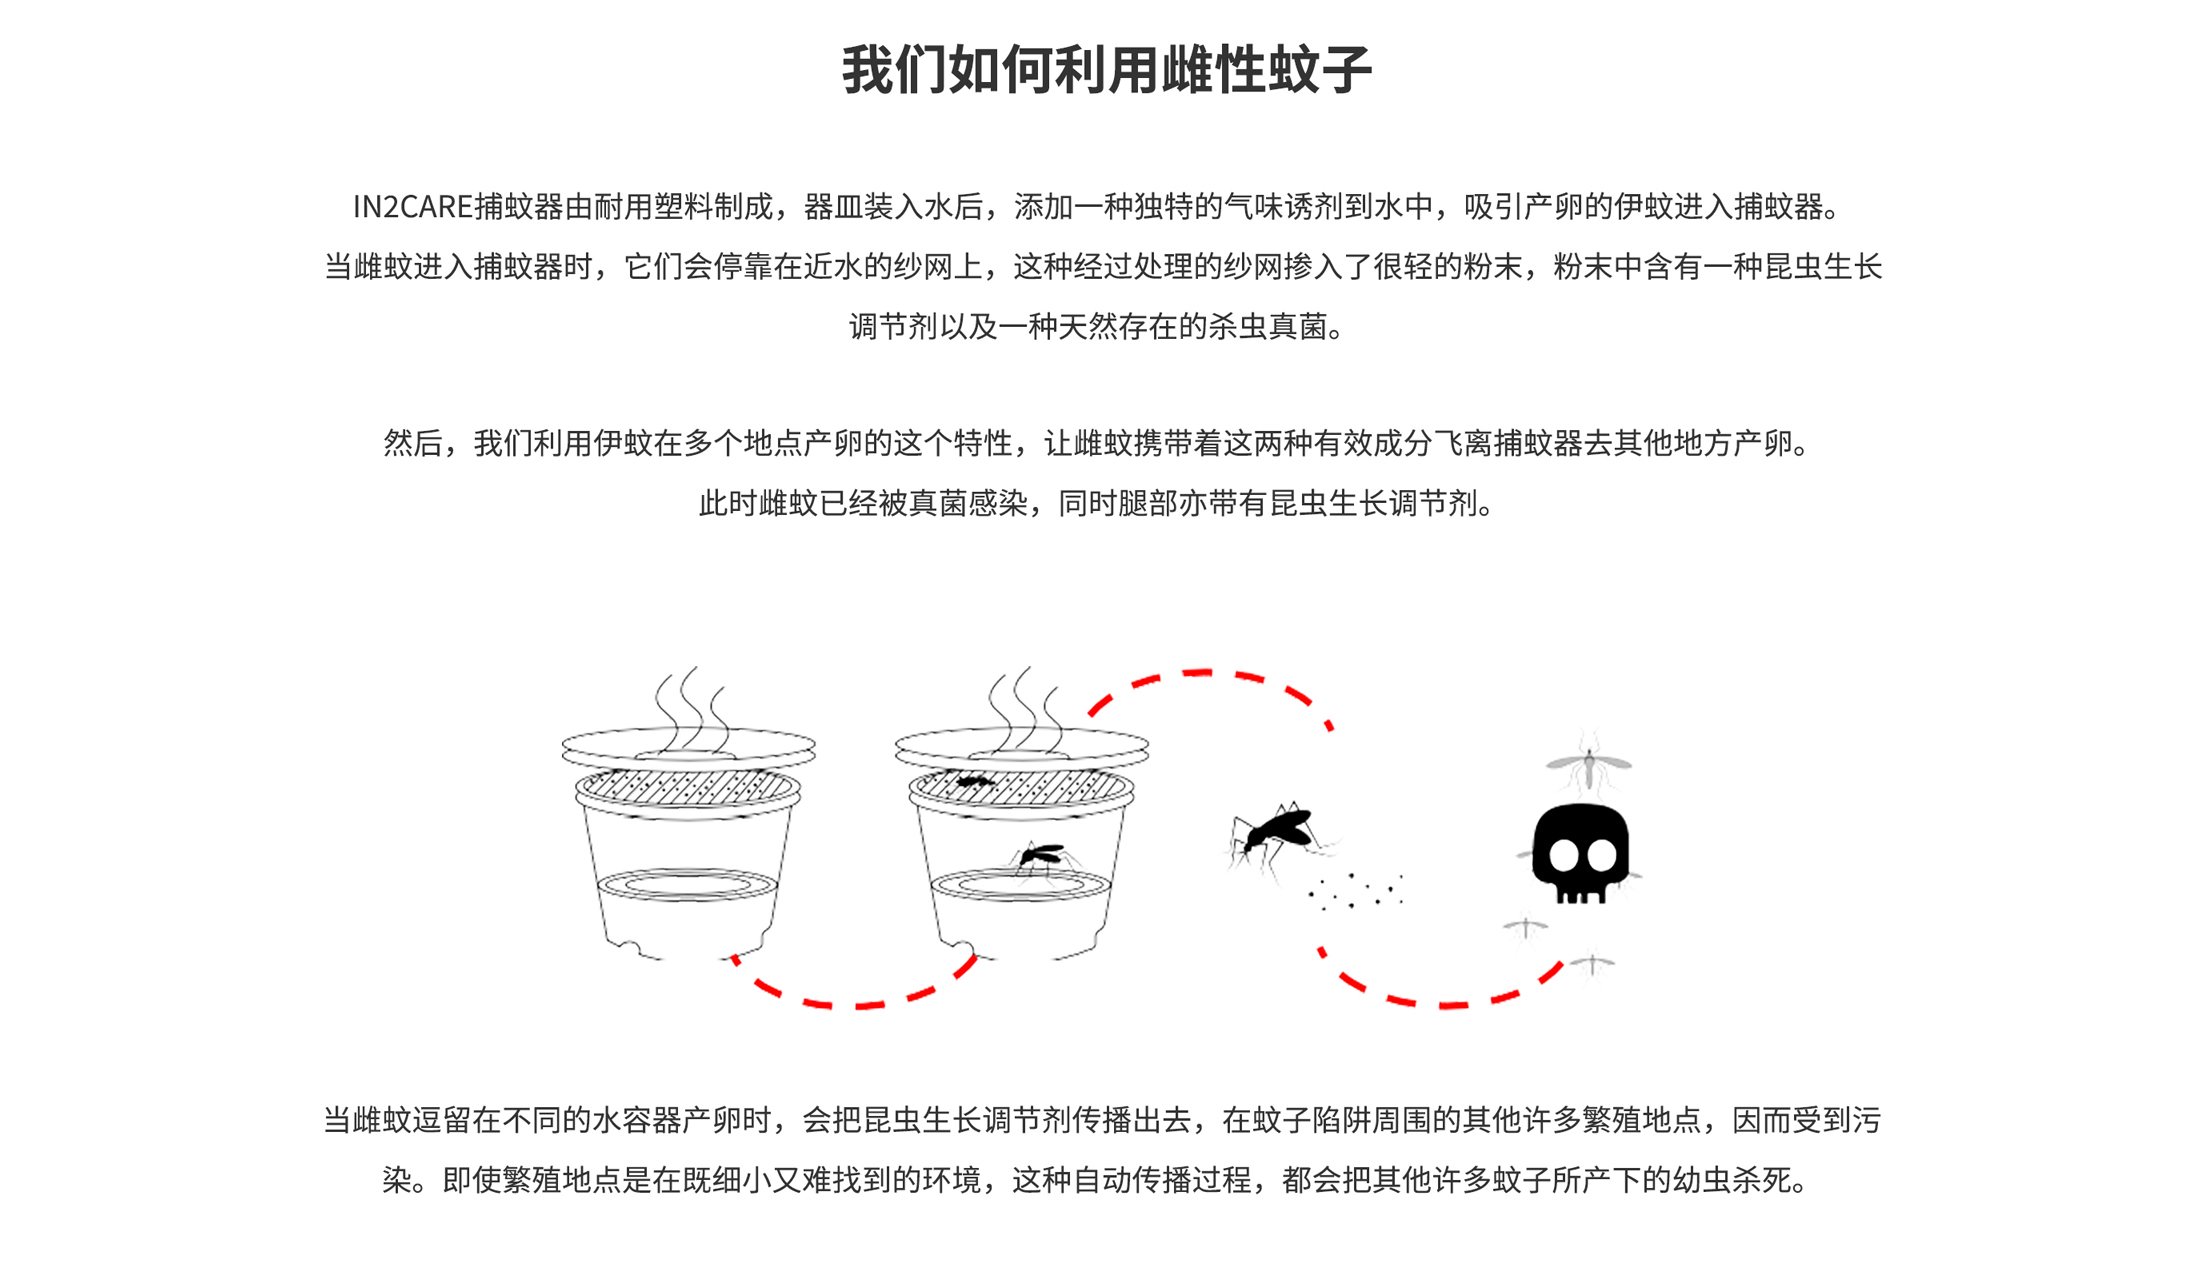 我们如何利用雌性蚊子
IN2CARE捕蚊器由耐用塑料制成，器皿装入水后，添加一种独特的气味诱剂到水中，吸引产卵的伊蚊进入捕蚊器。
当雌蚊进入捕蚊器时，它们会停靠在近水的纱网上，这种经过处理的纱网掺入了很轻的粉末，粉末中含有一种昆虫生长
调节剂以及一种天然存在的杀虫真菌。
然后，我们利用伊蚊在多个地点产卵的这个特性，让雌蚊携带着这两种有效成分飞离捕蚊器去其他地方产卵。
此时雌蚊已经被真菌感染，同时腿部亦带有昆虫生长调节剂。
当雌蚊逗留在不同的水容器产卵时，会把昆虫生长调节剂传播出去，在蚊子陷阱周围的其他许多繁殖地点，因而受到污
染。即使繁殖地点是在既细小又难找到的环境，这种自动传播过程，都会把其他许多蚊子所产下的幼虫杀死。